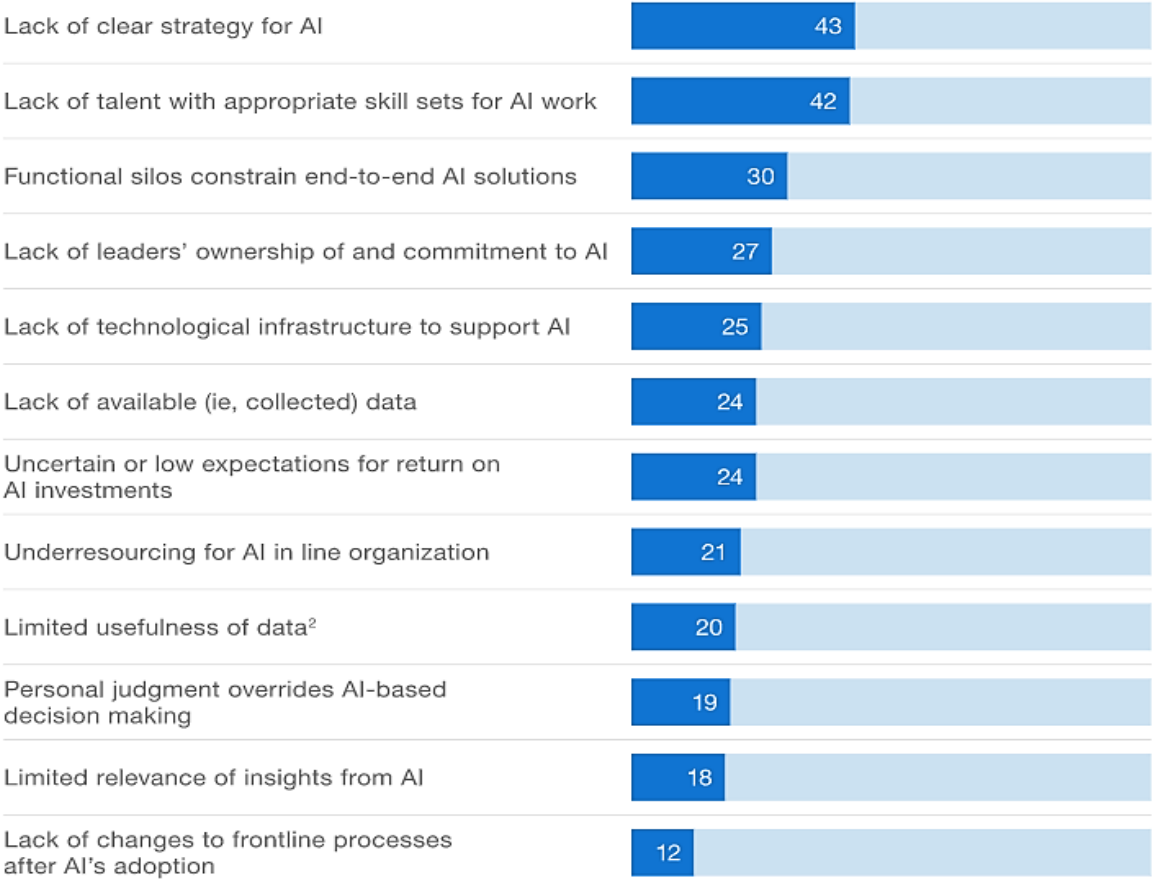 Lack of clear strategy for AI 43
Lack of talent with appropriate skill sets for AI work 42
Functional silos constrain end-to-end AI solutions 30
Lack of leaders’ ownership of and commitment to AI 27
Lack of technological infrastructure to support AI 25
Lack of available (ie, collected) data 24
Uncertain or low expectations for return on
AI investments 24
Underresourcing for AI in line organization 21
Limited usefulness of data² 20
Personal judgment overrides AI-based
decision making 19
Limited relevance of insights from AI 18
Lack of changes to frontline processes
after AI’s adoption 12